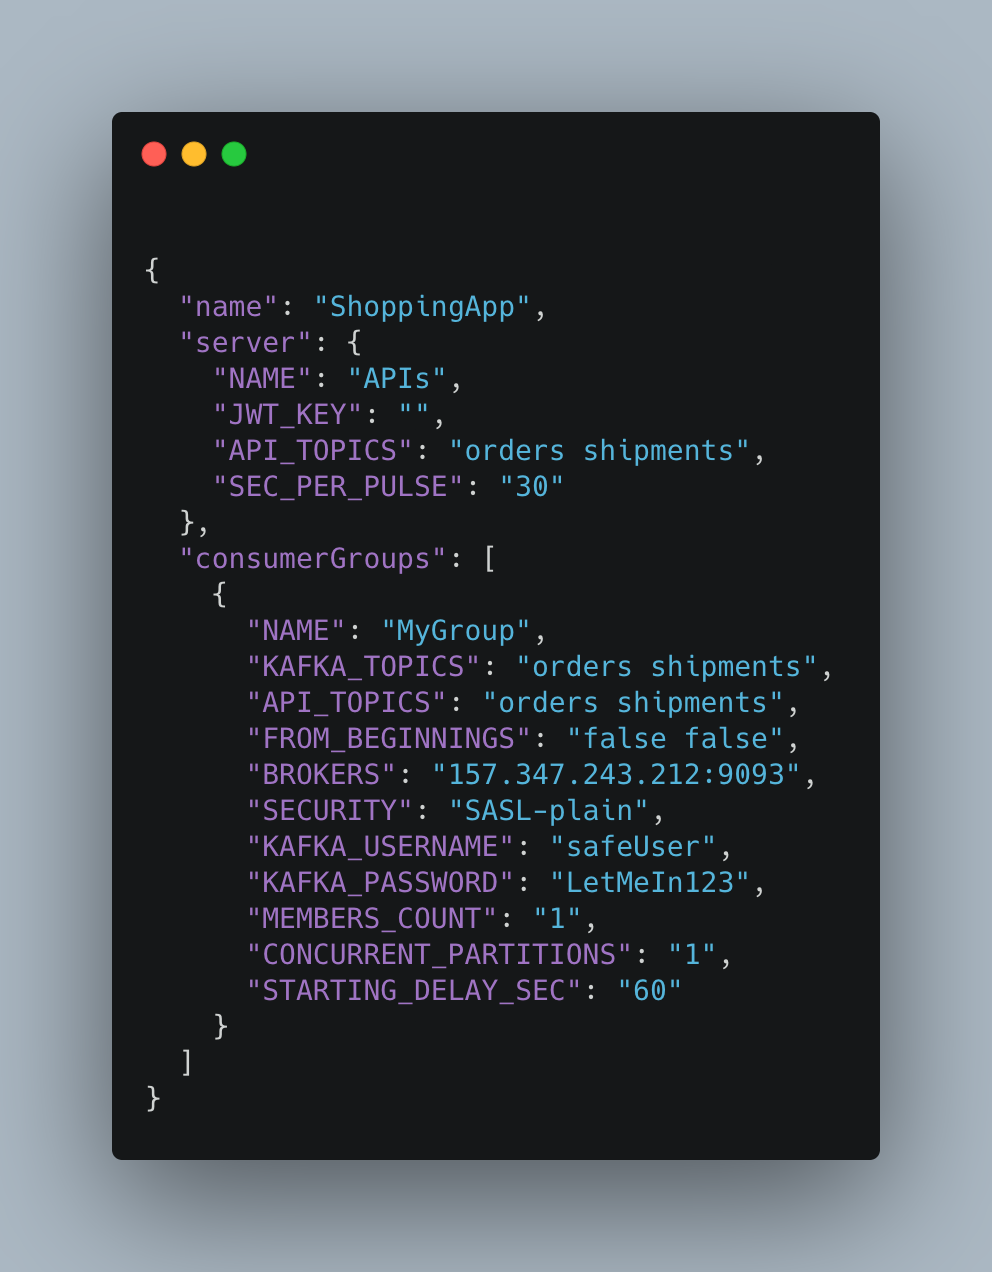 {
  "name": "ShoppingApp",
  "server": {
    "NAME": "APIs",
    "JWT_KEY": "",
    "API_TOPICS": "orders shipments",
    "SEC_PER_PULSE": "30"
  },
  "consumerGroups": [
    {
      "NAME": "MyGroup",
      "KAFKA_TOPICS": "orders shipments",
      "API_TOPICS": "orders shipments",
      "FROM_BEGINNINGS": "false false",
      "BROKERS": "157.347.243.212:9093",
      "SECURITY": "SASL-plain",
      "KAFKA_USERNAME": "safeUser",
      "KAFKA_PASSWORD": "LetMeIn123",
      "MEMBERS_COUNT": "1",
      "CONCURRENT_PARTITIONS": "1",
      "STARTING_DELAY_SEC": "60"
    }
  ]
}